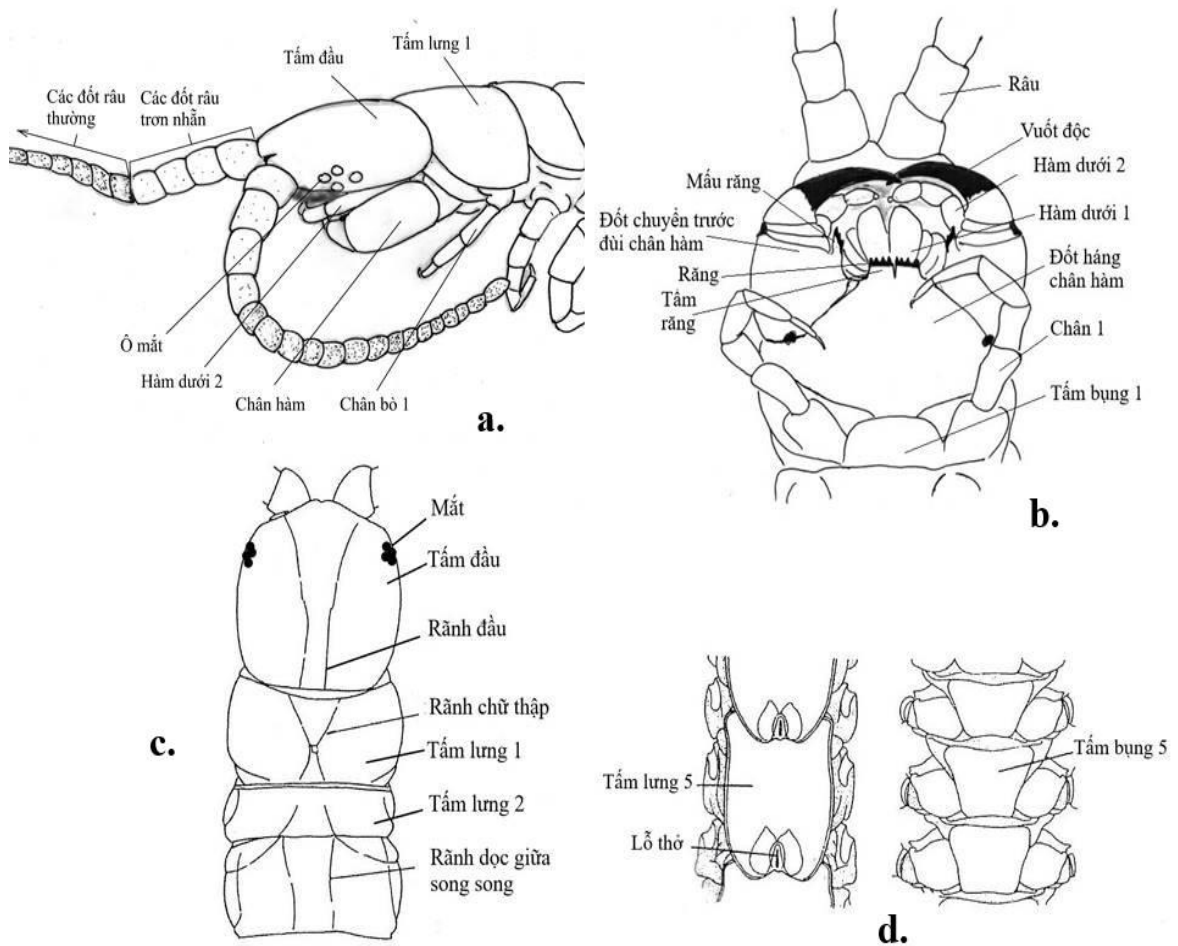 Tấm lưng 1
Tấm đầu
Các đốt râu
thường
Các đốt râu
trơn nhẵn
Ô mắt
Hàm dưới 2
Chân hàm
Chân bò 1
a.
Râu
Vuốt độc
Hàm dưới 2
Mấu răng
Hàm dưới 1
Đốt chuyển trước
đùi chân hàm
Đốt háng
chân hàm
Răng
Tấm
răng
Chân 1
Tấm bụng 1
b.
Mắt
Tấm đầu
Rãnh đầu
Rãnh chữ thập
Tấm lưng 1
Tấm lưng 2
Rãnh dọc giữa
song song
c.
Tấm lưng 5
Lỗ thở
Tấm bụng 5
d.